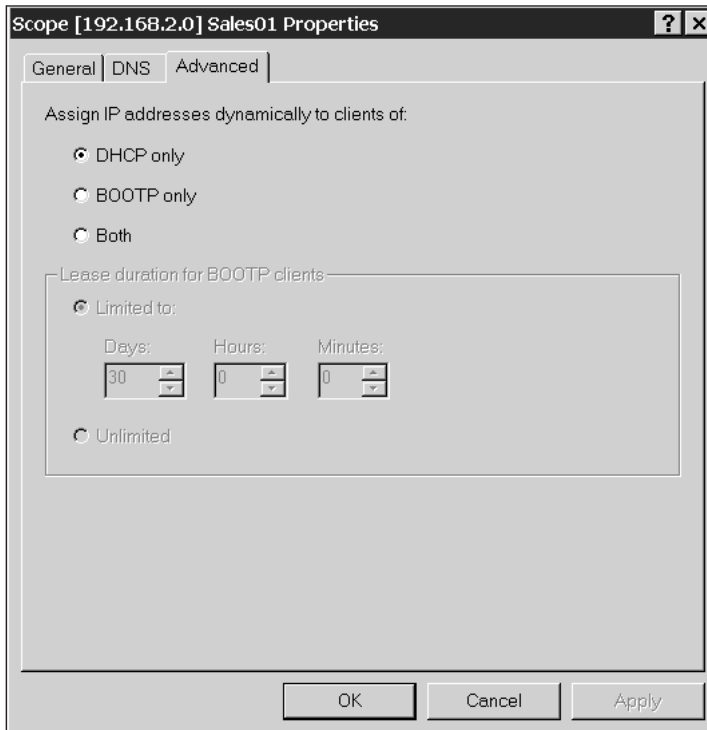 Scope [192.168.2.0] Sales01 Properties ? ×
General DNS Advanced
Assign IP addresses dynamically to clients of:
DHCP only
BOOTP only
Both
Lease duration for BOOTP clients
Limited to:
Days: Hours: Minutes:
30 0 0
Unlimited
OK Cancel Apply